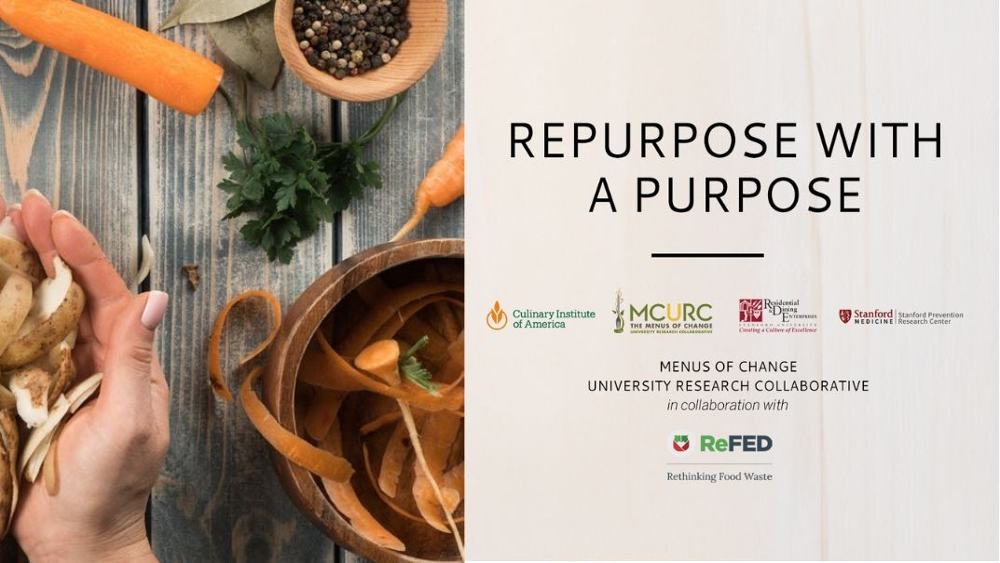 REPURPOSE WITH
A PURPOSE
Culinary Institute
of America
MCURC
THE MENUS OF CHANGE
UNIVERSITY RESEARCH COLLABORATIVE
Residential
& Dining
Enterprises
STANFORD UNIVERSITY
Creating a Culture of Excellence
Stanford
MEDICINE
Stanford Prevention
Research Center
MENUS OF CHANGE
UNIVERSITY RESEARCH COLLABORATIVE
in collaboration with
ReFED
Rethinking Food Waste